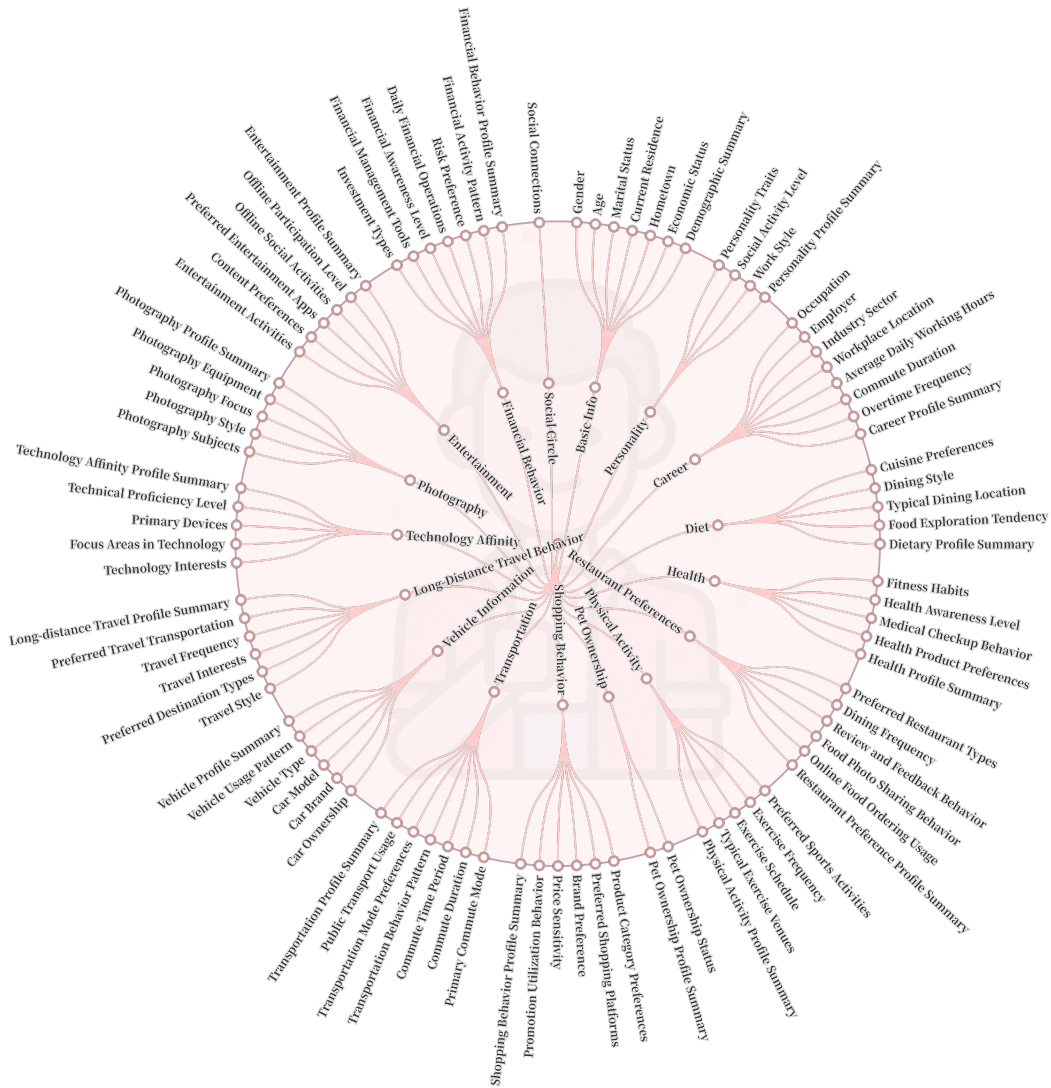 Social Connections
Gender
Age
Marital Status
Current Residence
Hometown
Economic Status
Demographic Summary
Personality Traits
Social Activity Level
Work Style
Personality Profile Summary
Occupation
Employer
Industry Sector
Workplace Location
Average Daily Working Hours
Commute Duration
Overtime Frequency
Career Profile Summary
Cuisine Preferences
Dining Style
Typical Dining Location
Food Exploration Tendency
Dietary Profile Summary
Fitness Habits
Health Awareness Level
Medical Checkup Behavior
Health Product Preferences
Health Profile Summary
Preferred Restaurant Types
Dining Frequency
Review and Feedback Behavior
Food Photo Sharing Behavior
Online Food Ordering Usage
Restaurant Preference Profile Summary
Preferred Sports Activities
Exercise Frequency
Exercise Schedule
Typical Exercise Venues
Physical Activity Profile Summary
Pet Ownership Status
Pet Ownership Profile Summary
Product Category Preferences
Preferred Shopping Platforms
Brand Preference
Price Sensitivity
Promotion Utilization Behavior
Shopping Behavior Profile Summary
Primary Commute Mode
Commute Duration
Commute Time Period
Transportation Behavior Pattern
Transportation Mode Preferences
Public Transport Usage
Transportation Profile Summary
Car Ownership
Car Brand
Car Model
Vehicle Type
Vehicle Usage Pattern
Vehicle Profile Summary
Travel Style
Preferred Destination Types
Travel Interests
Travel Frequency
Preferred Travel Transportation
Long-distance Travel Profile Summary
Technology Interests
Focus Areas in Technology
Primary Devices
Technical Proficiency Level
Technology Affinity Profile Summary
Photography Subjects
Photography Style
Photography Focus
Photography Equipment
Photography Profile Summary
Entertainment Activities
Content Preferences
Preferred Entertainment Apps
Offline Social Activities
Offline Participation Level
Entertainment Profile Summary
Investment Types
Financial Management Tools
Financial Awareness Level
Daily Financial Operations
Risk Preference
Financial Activity Pattern
Financial Behavior Profile Summary
Social Circle
Basic Info
Personality
Career
Diet
Health
Restaurant Preferences
Physical Activity
Pet Ownership
Shopping Behavior
Transportation
Vehicle Information
Long-Distance Travel Behavior
Technology Affinity
Photography
Entertainment
Financial Behavior